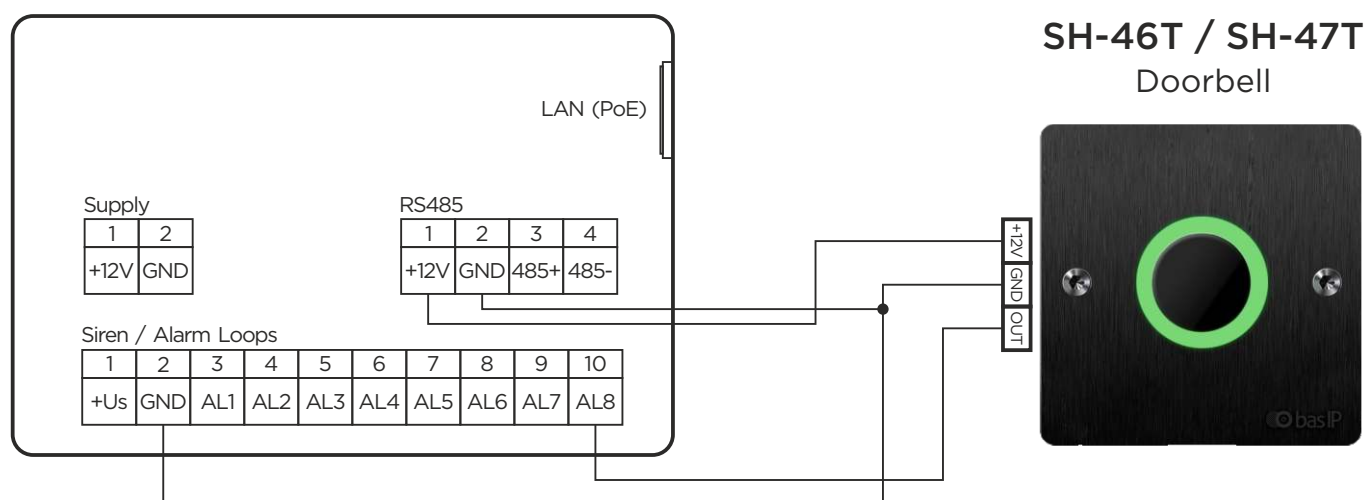 SH-46T / SH-47T
Doorbell
LAN (PoE)
Supply
1 2
+12V GND
RS485
1 2 3 4
+12V GND 485+ 485-
+12V
GND
OUT
Siren / Alarm Loops
1 2 3 4 5 6 7 8 9 10
+Us GND AL1 AL2 AL3 AL4 AL5 AL6 AL7 AL8
basIP